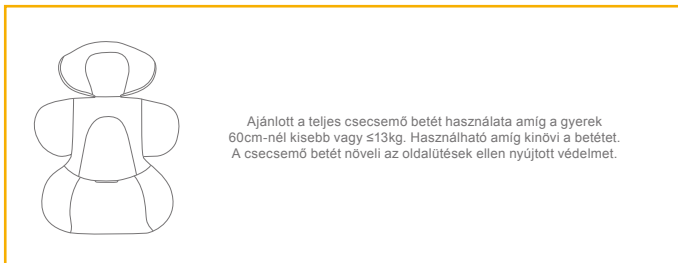 Ajánlott a teljes csecsemő betét használata amíg a gyerek
60cm-nél kisebb vagy ≤13kg. Használható amíg kinövi a betétet.
A csecsemő betét növeli az oldalütések ellen nyújtott védelmet.